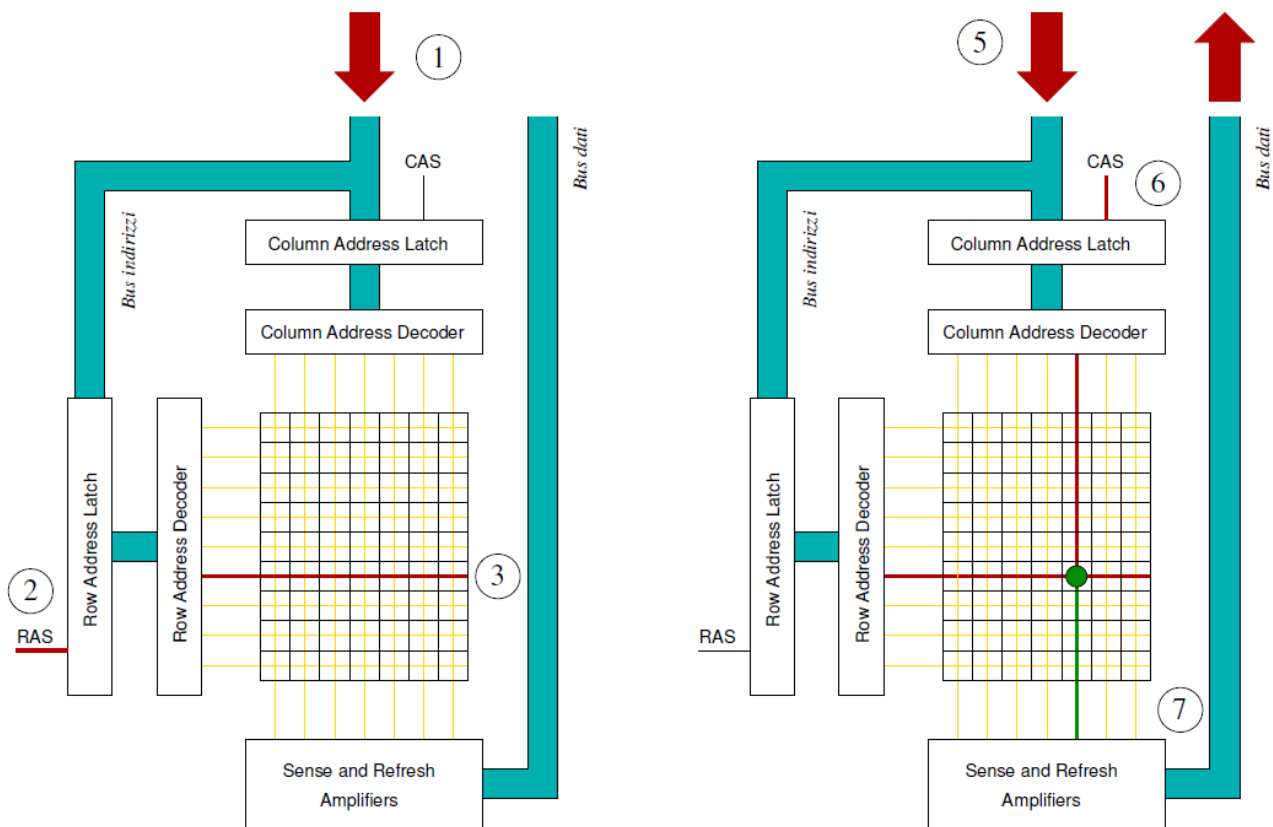 1
CAS
Bus dati
Column Address Latch
Bus indirizzi
Column Address Decoder
Row Address Latch
Row Address Decoder
2
RAS
3
Sense and Refresh
Amplifiers
5
CAS
6
Bus dati
Column Address Latch
Bus indirizzi
Column Address Decoder
Row Address Latch
Row Address Decoder
RAS
7
Sense and Refresh
Amplifiers